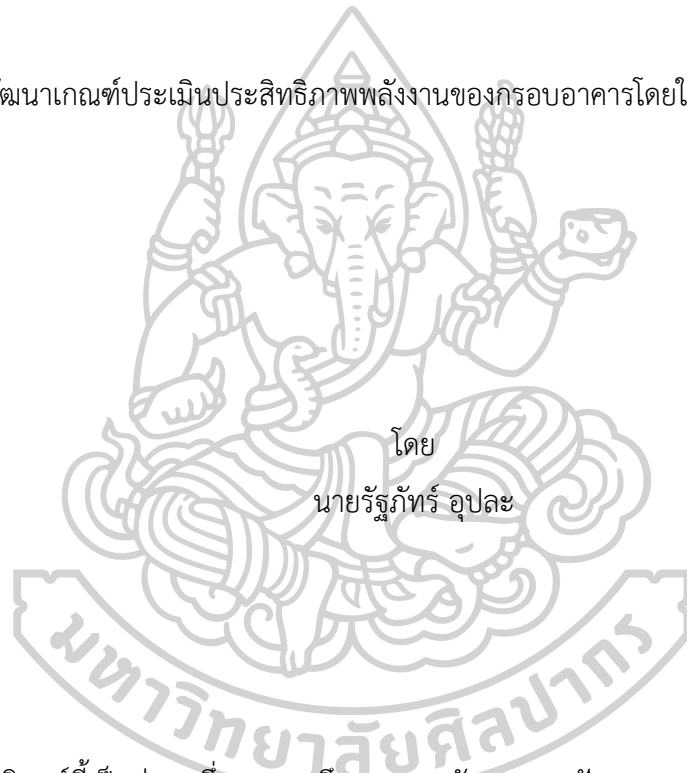 ฒนาเกณฑ์ประเมินประสิทธิภาพพลังงานของกรอบอาคารโดยใ
โดย
นายรัฐภัทร์ อุปละ
มหาวิทยาลัยศิลปากร